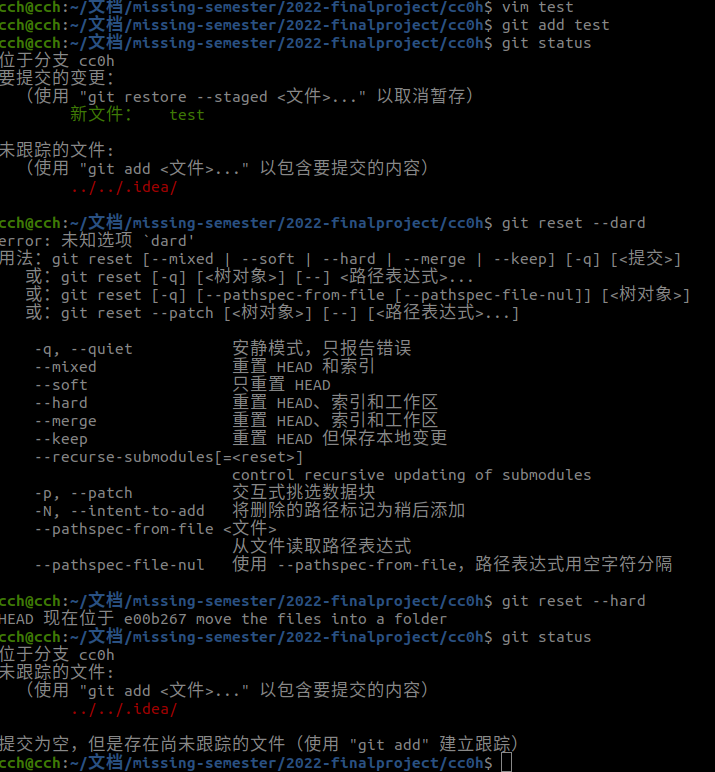 cch@cch:~/文档/missing-semester/2022-finalproject/cc0h$ vim test
cch@cch:~/文档/missing-semester/2022-finalproject/cc0h$ git add test
cch@cch:~/文档/missing-semester/2022-finalproject/cc0h$ git status
位于分支 cc0h
要提交的变更：
  （使用 "git restore --staged <文件>..." 以取消暂存）
        新文件：   test

未跟踪的文件:
  （使用 "git add <文件>..." 以包含要提交的内容）
        ../../.idea/

cch@cch:~/文档/missing-semester/2022-finalproject/cc0h$ git reset --dard
error: 未知选项 `dard'
用法：git reset [--mixed | --soft | --hard | --merge | --keep] [-q] [<提交>]
   或：git reset [-q] [<树对象>] [--] <路径表达式>...
   或：git reset [-q] [--pathspec-from-file [--pathspec-file-nul]] [<树对象>]
   或：git reset --patch [<树对象>] [--] [<路径表达式>...]

    -q, --quiet           安静模式，只报告错误
    --mixed               重置 HEAD 和索引
    --soft                只重置 HEAD
    --hard                重置 HEAD、索引和工作区
    --merge               重置 HEAD、索引和工作区
    --keep                重置 HEAD 但保存本地变更
    --recurse-submodules[=<reset>]
                          control recursive updating of submodules
    -p, --patch           交互式挑选数据块
    -N, --intent-to-add   将删除的路径标记为稍后添加
    --pathspec-from-file <文件>
                          从文件读取路径表达式
    --pathspec-file-nul   使用 --pathspec-from-file，路径表达式用空字符分隔

cch@cch:~/文档/missing-semester/2022-finalproject/cc0h$ git reset --hard
HEAD 现在位于 e00b267 move the files into a folder
cch@cch:~/文档/missing-semester/2022-finalproject/cc0h$ git status
位于分支 cc0h
未跟踪的文件:
  （使用 "git add <文件>..." 以包含要提交的内容）
        ../../.idea/

提交为空，但是存在尚未跟踪的文件（使用 "git add" 建立跟踪）
cch@cch:~/文档/missing-semester/2022-finalproject/cc0h$